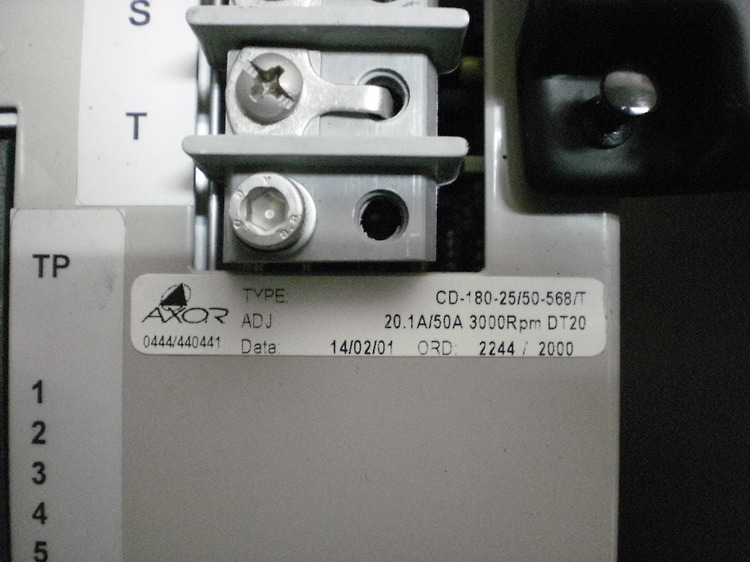 S
T
TP
AXOR
TYPE: CD-180-25/50-568/T
ADJ 20.1A/50A 3000Rpm DT20
0444/440441
Data: 14/02/01 ORD: 2244 / 2000
1
2
3
4
5